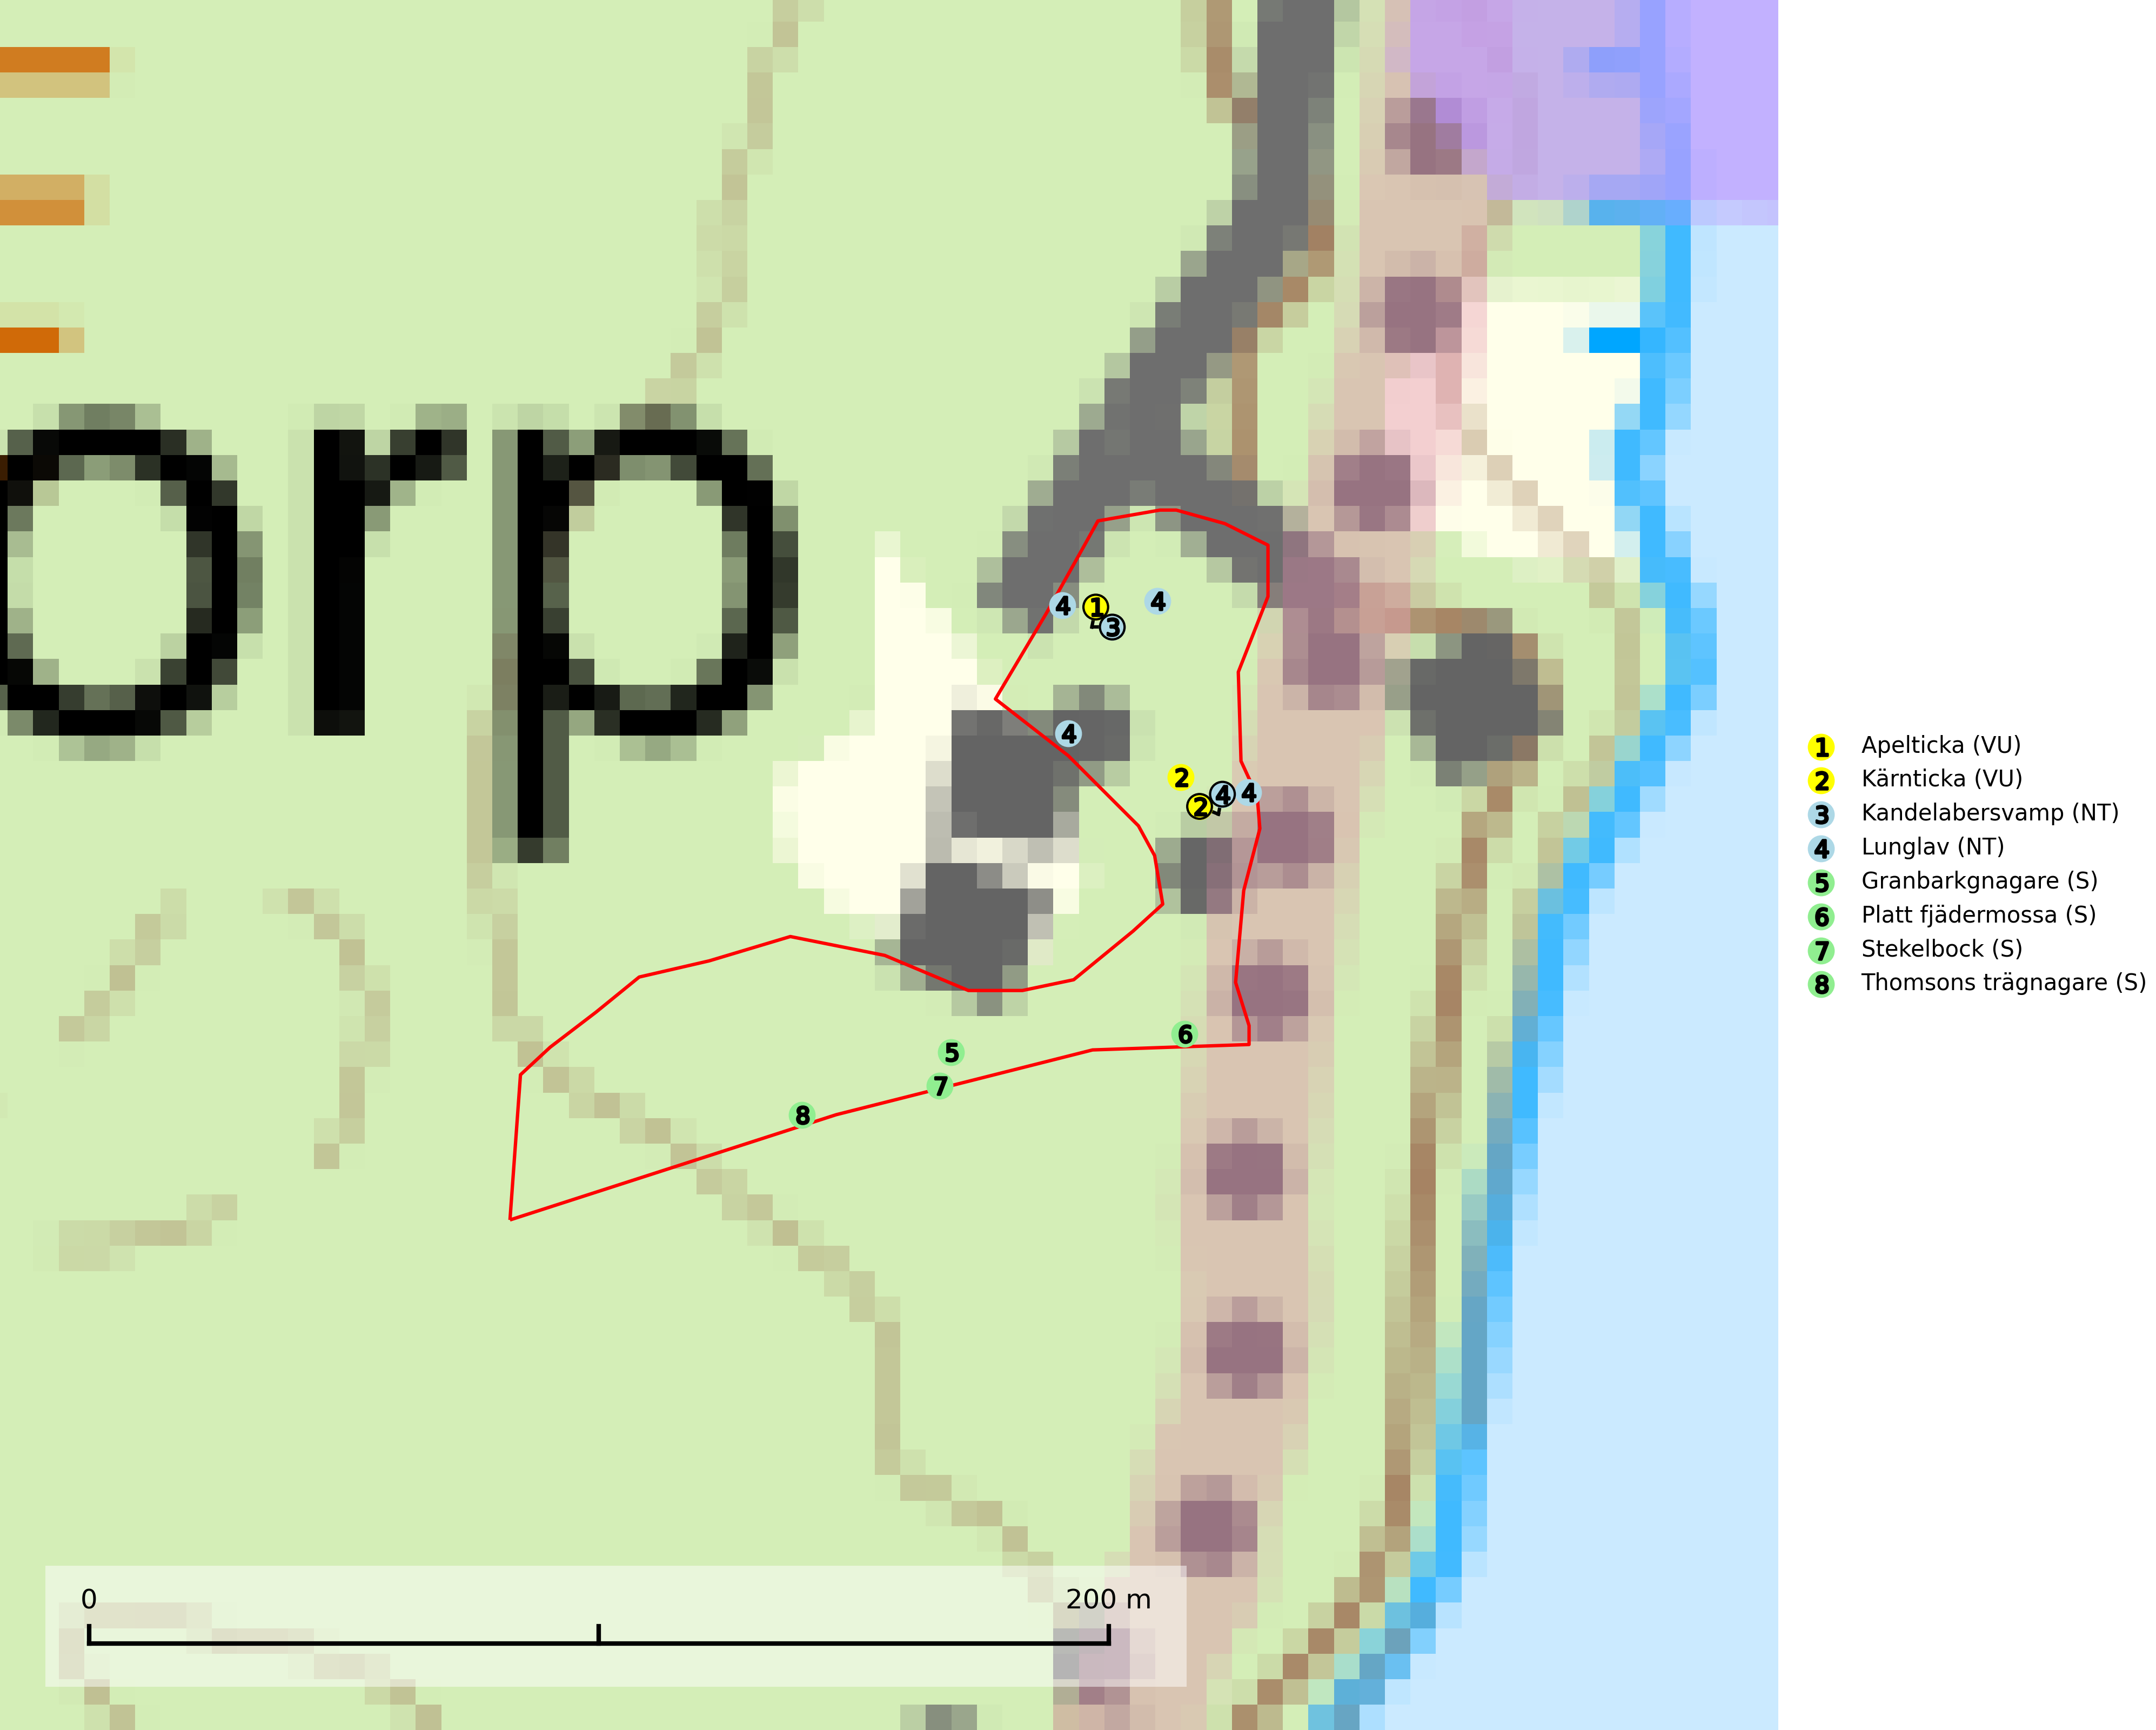 orp
4
1
4
3
4
2
4
4
2
6
5
7
8
1 Apelticka (VU)
2 Kärnticka (VU)
3 Kandelabersvamp (NT)
4 Lunglav (NT)
5 Granbarkgnagare (S)
6 Platt fjädermossa (S)
7 Stekelbock (S)
8 Thomsons trägnagare (S)
0 200 m